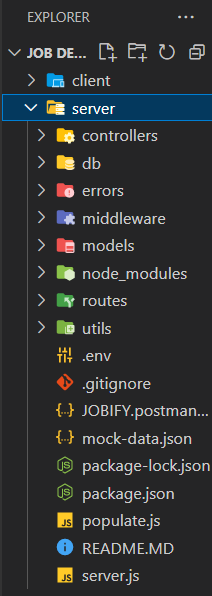 EXPLORER
JOB DE...
client
server
controllers
db
errors
middleware
models
node_modules
routes
utils
.env
.gitignore
JOBIFY.postman...
mock-data.json
package-lock.json
package.json
populate.js
README.MD
server.js